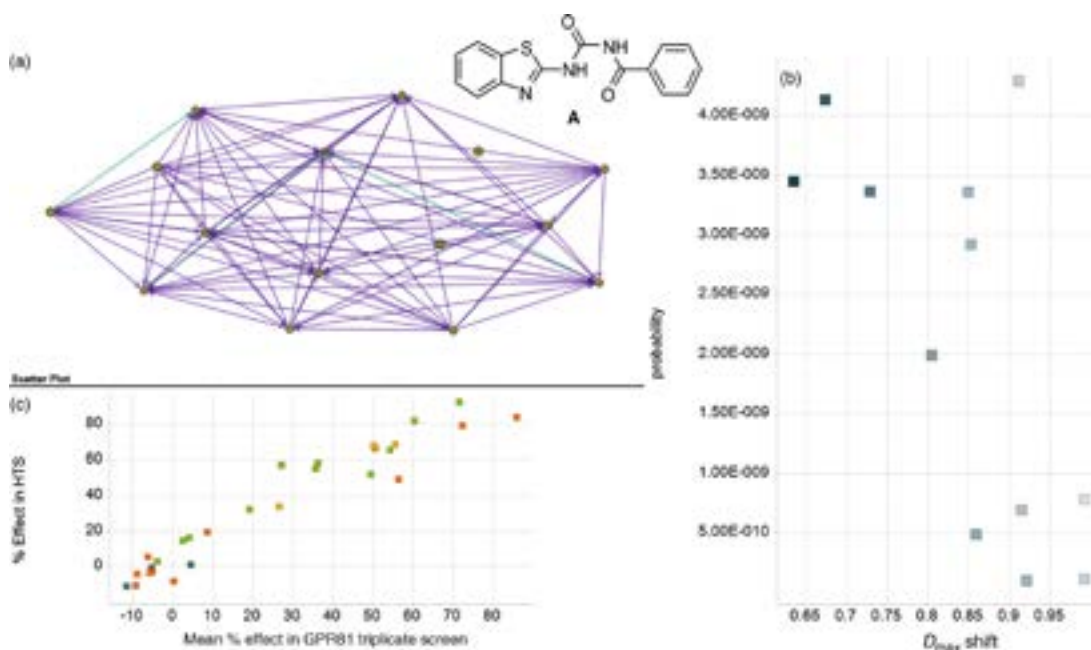 (a)
O
S
NH
NH
N
O
A
(b)
4.00E-009
3.50E-009
3.00E-009
2.50E-009
2.00E-009
1.50E-009
1.00E-009
5.00E-010
probability
0.65 0.7 0.75 0.8 0.85 0.9 0.95
Dmax shift
Scatter Plot
(c)
80
60
40
20
0
% Effect in HTS
-10 0 10 20 30 40 50 60 70 80
Mean % effect in GPR81 triplicate screen